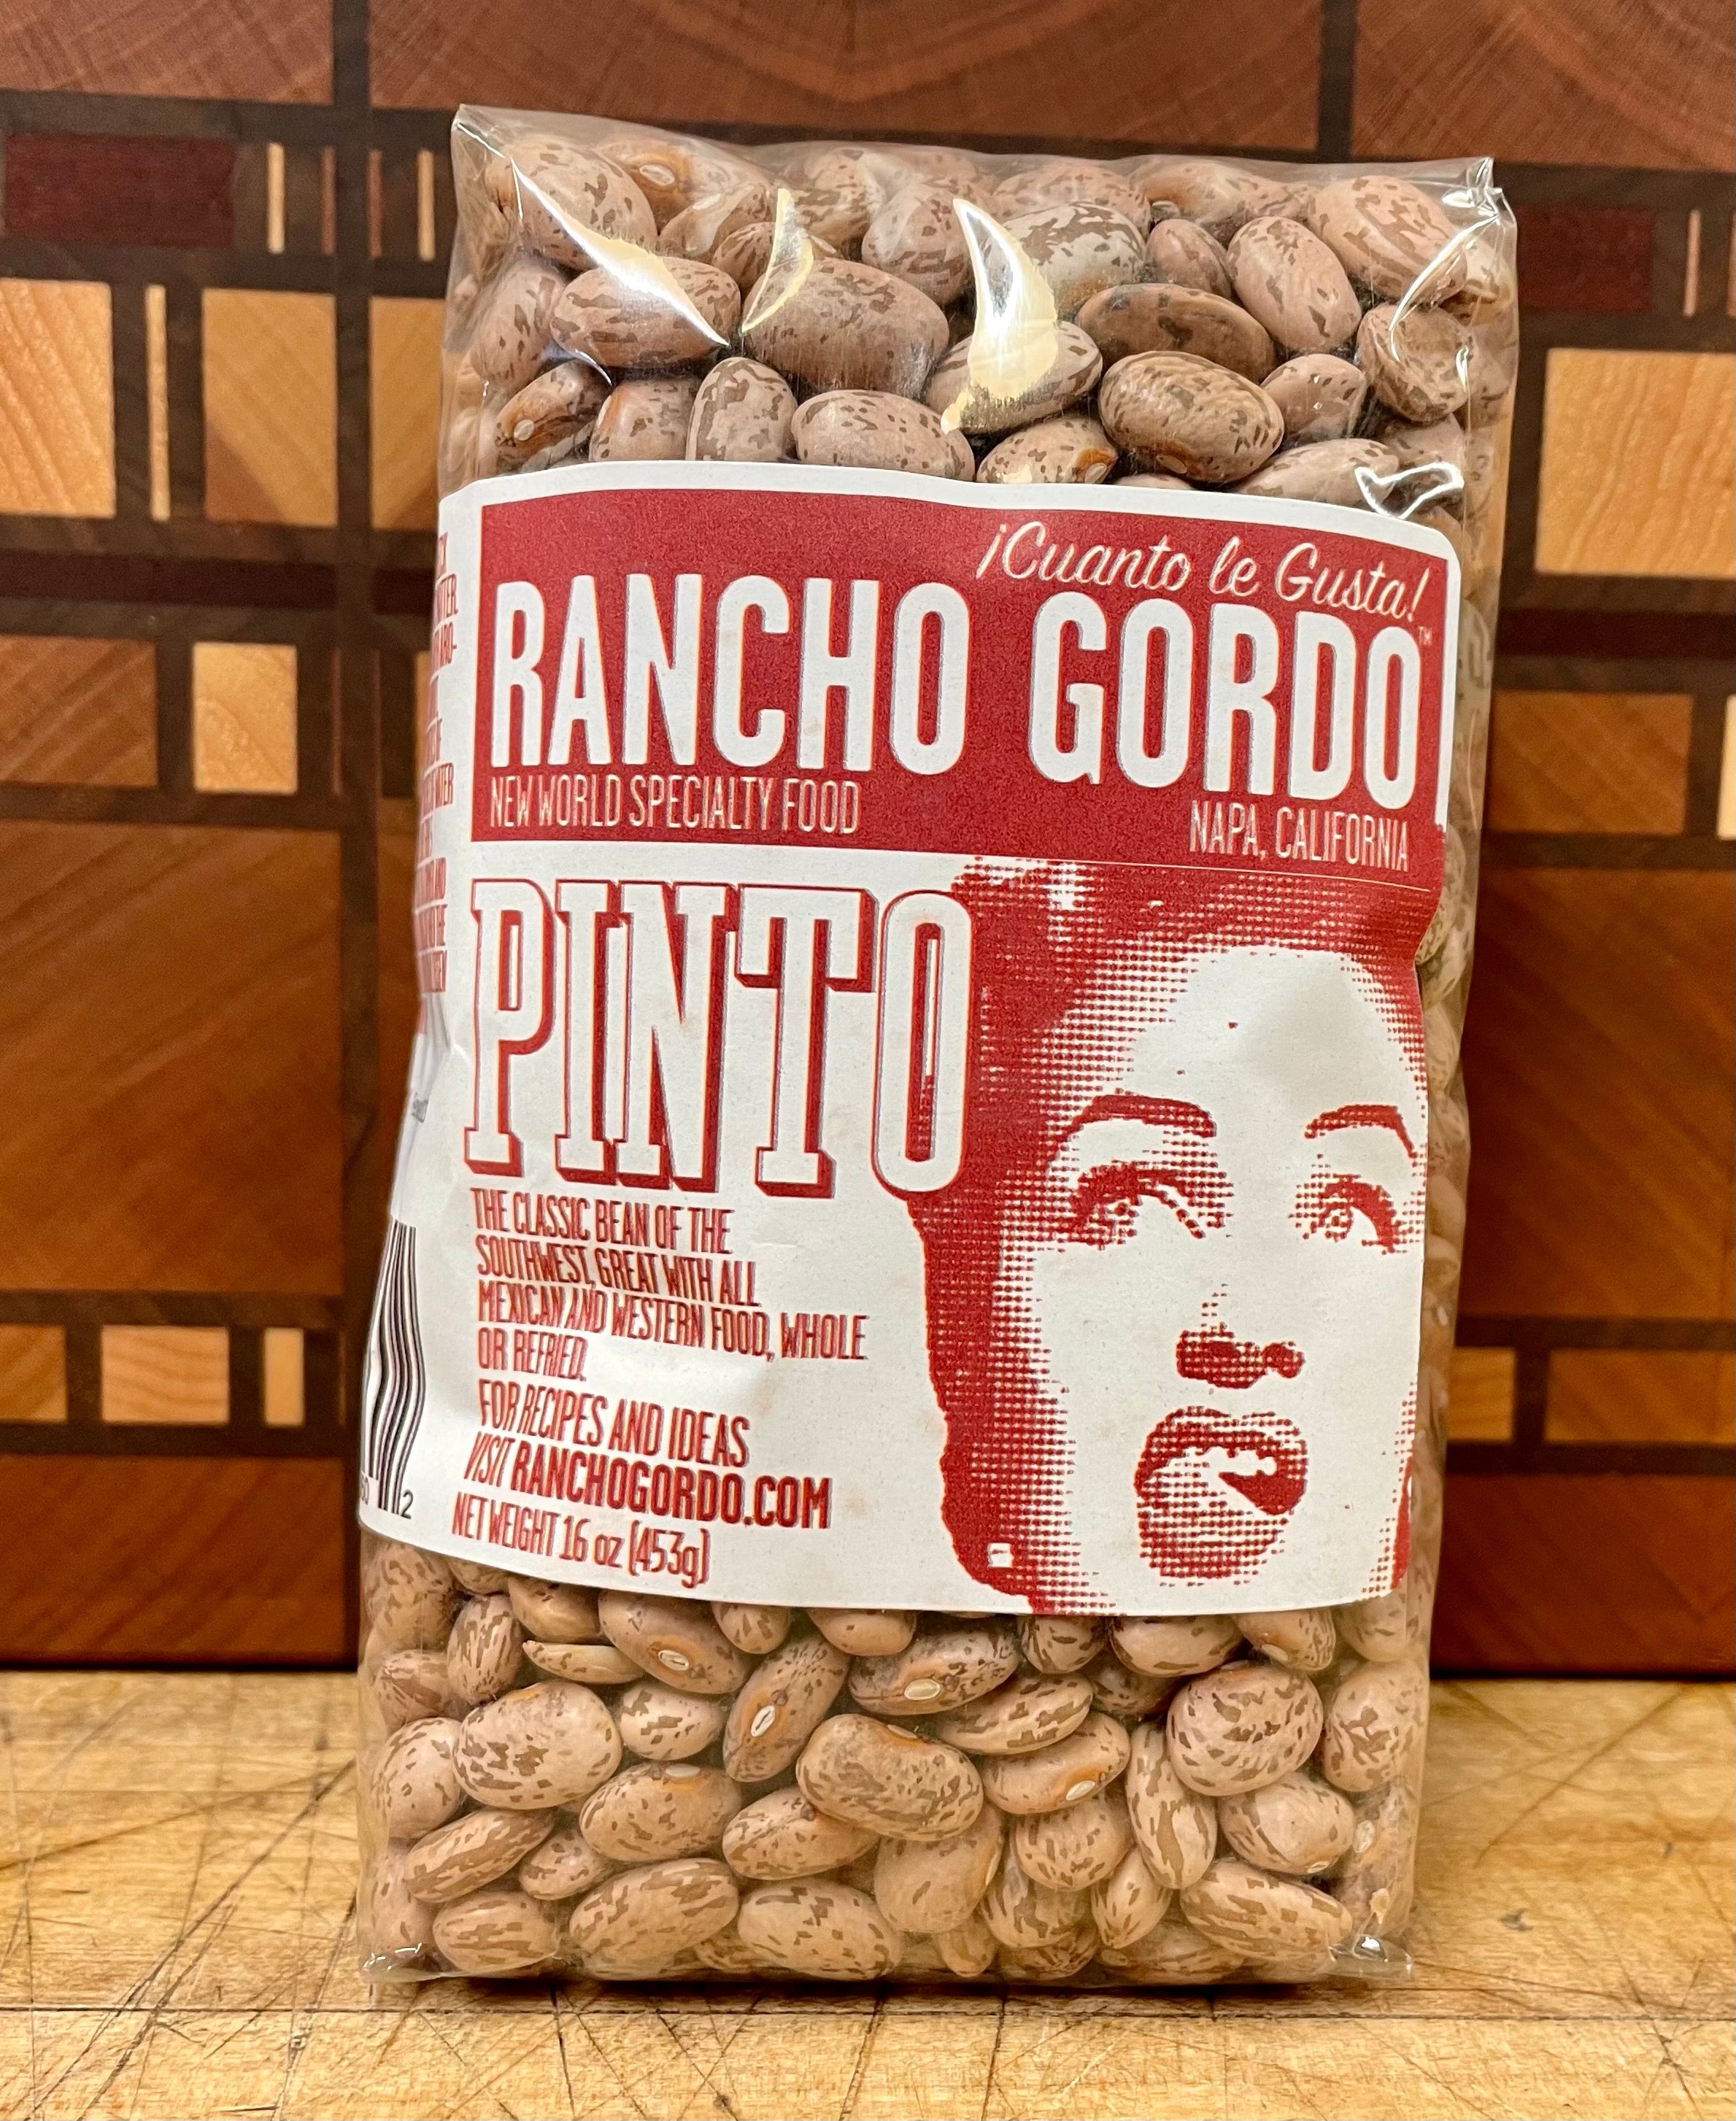 ¡Cuanto le Gusta!
RANCHO GORDO™
NEW WORLD SPECIALTY FOOD
NAPA, CALIFORNIA
PINTO
THE CLASSIC BEAN OF THE
SOUTHWEST, GREAT WITH ALL
MEXICAN AND WESTERN FOOD, WHOLE
OR REFRIED.
FOR RECIPES AND IDEAS
VISIT RANCHOGORDO.COM
NET WEIGHT 16 oz (453g)
2